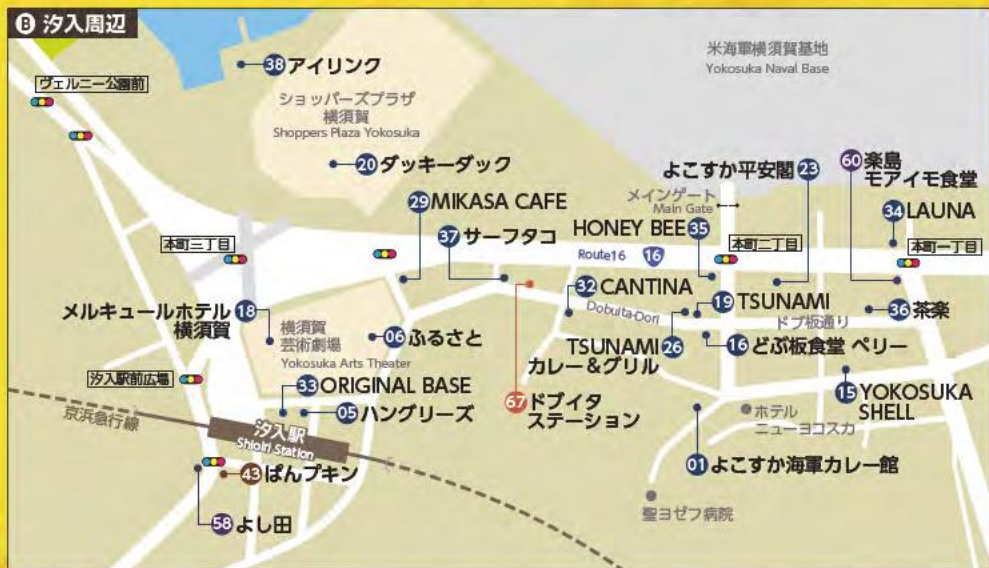 B 汐入周辺
38 アイリンク
ヴェルニー公園前
ショッパーズプラザ
横須賀
Shoppers Plaza Yokosuka
米海軍横須賀基地
Yokosuka Naval Base
20 ダッキーダック
よこすか平安閣 23
60 楽島
モアイモ食堂
29 MIKASA CAFE
メインゲート
Main Gate
34 LAUNA
37 サーフタコ
HONEY BEE 35
本町三丁目
Route16 16
本町二丁目
本町一丁目
メルキュールホテル 18
横須賀
横須賀
芸術劇場
Yokosuka Arts Theater
06 ふるさと
32 CANTINA
Dobuita-Dori
19 TSUNAMI
ドブ板通り
36 茶楽
TSUNAMI 26
カレー&グリル
16 どぶ板食堂 ペリー
汐入駅前広場
33 ORIGINAL BASE
05 ハングリーズ
67 ドブイタ
ステーション
15 YOKOSUKA
SHELL
京浜急行線
汐入駅
Shioiri Station
ホテル
ニューヨコスカ
43 ぱんプキン
01 よこすか海軍カレー館
58 よし田
聖ヨゼフ病院